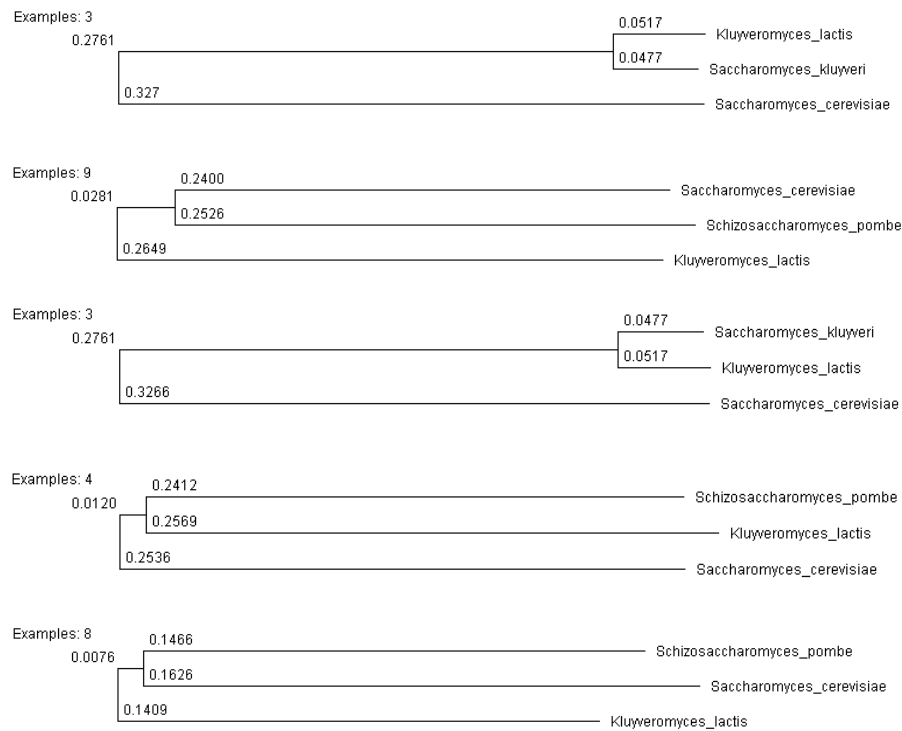 Examples: 3
0.0517
0.2761
Kluyveromyces_lactis
0.0477
Saccharomyces_kluyveri
0.327
Saccharomyces_cerevisiae
Examples: 9
0.2400
0.0281
Saccharomyces_cerevisiae
0.2526
Schizosaccharomyces_pombe
0.2649
Kluyveromyces_lactis
Examples: 3
0.0477
0.2761
Saccharomyces_kluyveri
0.0517
Kluyveromyces_lactis
0.3266
Saccharomyces_cerevisiae
Examples: 4
0.2412
0.0120
Schizosaccharomyces_pombe
0.2569
Kluyveromyces_lactis
0.2536
Saccharomyces_cerevisiae
Examples: 8
0.1466
0.0076
Schizosaccharomyces_pombe
0.1626
Saccharomyces_cerevisiae
0.1409
Kluyveromyces_lactis